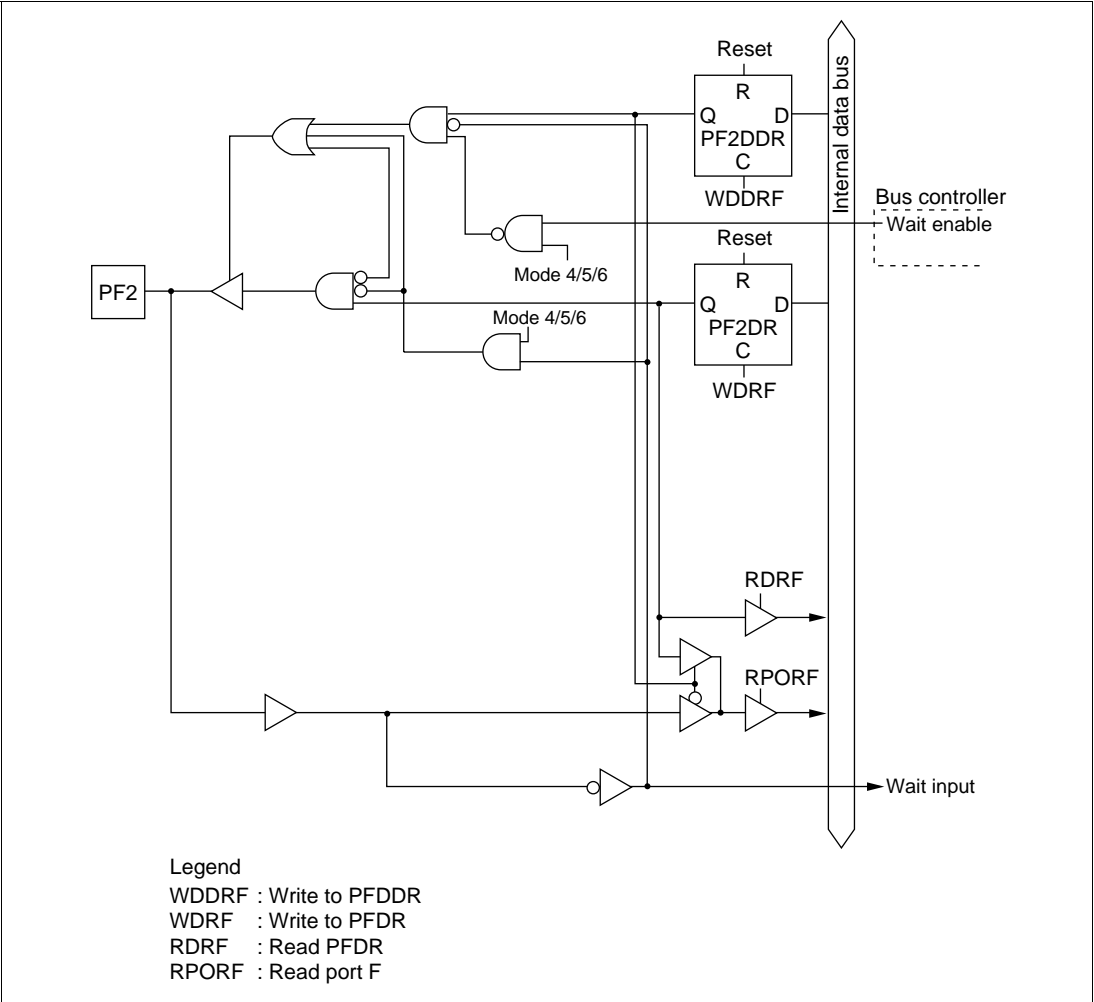 Reset
R
Q D
PF2DDR
C
WDDRF
Internal data bus
Bus controller
Wait enable
Mode 4/5/6
Reset
R
Q D
PF2DR
C
WDRF
PF2
Mode 4/5/6
RDRF
RPORF
Wait input
Legend
WDDRF : Write to PFDDR
WDRF : Write to PFDR
RDRF : Read PFDR
RPORF : Read port F